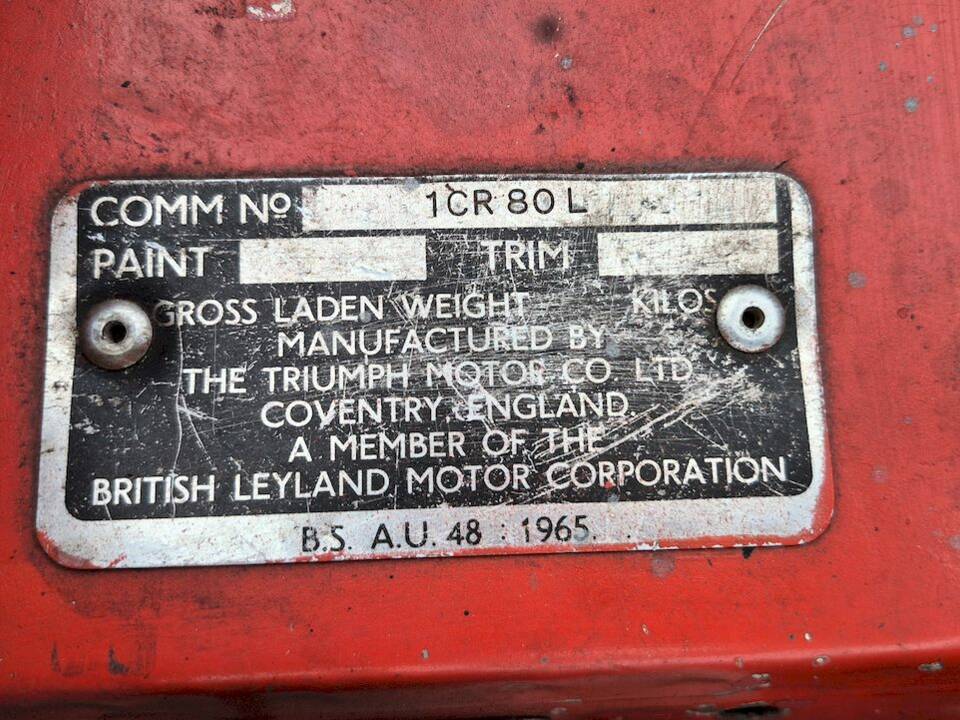 COMM Nº 1CR 80 L
PAINT TRIM
GROSS LADEN WEIGHT KILOS
MANUFACTURED BY
THE TRIUMPH MOTOR CO LTD
COVENTRY, ENGLAND.
A MEMBER OF THE
BRITISH LEYLAND MOTOR CORPORATION
B.S. A.U. 48 : 1965.